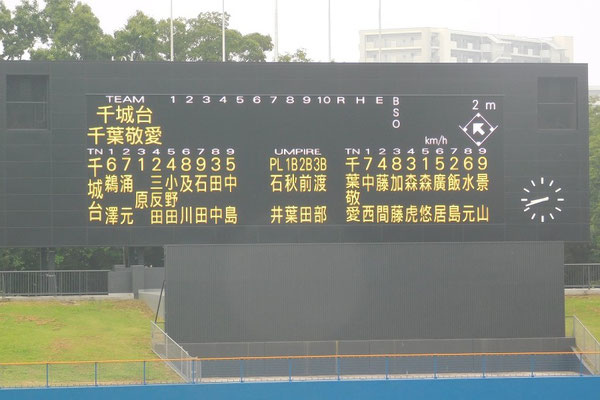 TEAM 1 2 3 4 5 6 7 8 9 10 R H E
B
S
O
2 m
千城台
千葉敬愛
km/h
TN 1 2 3 4 5 6 7 8 9
千城台
6 7 1 2 4 8 9 3 5
鵜澤
涌元
原
三反田
小野田
及川
石田
田中
中島
UMPIRE
PL 1B 2B 3B
石井
秋葉
前田
渡部
TN 1 2 3 4 5 6 7 8 9
千葉敬愛
7 4 8 3 1 5 2 6 9
中西
藤間
加藤
森虎
森悠
廣居
飯島
水元
景山